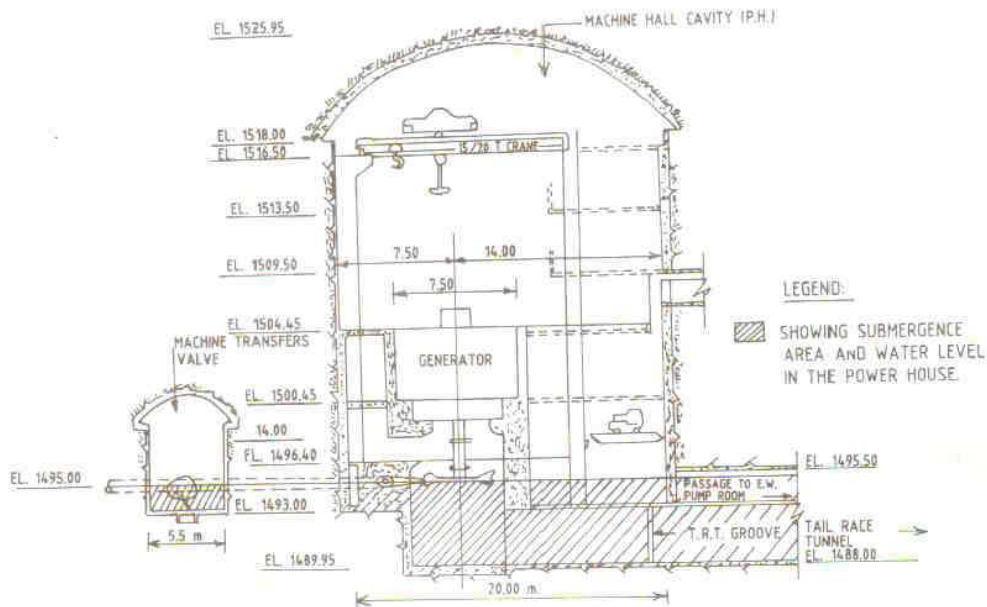 EL. 1525.95
MACHINE HALL CAVITY (P.H.)
EL. 1518.00
EL. 1516.50
15/20 T CRANE
EL. 1513.50
7.50
14.00
EL. 1509.50
7.50
LEGEND:
EL. 1504.45
SHOWING SUBMERGENCE
AREA AND WATER LEVEL
IN THE POWER HOUSE.
MACHINE TRANSFERS
VALVE
GENERATOR
EL. 1500.45
14.00
EL. 1496.40
EL. 1495.00
EL. 1495.50
PASSAGE TO E.W.
PUMP ROOM
EL. 1493.00
5.5 m
T.R.T. GROOVE
TAIL RACE
TUNNEL
EL. 1488.00
EL. 1489.95
20.00 m.